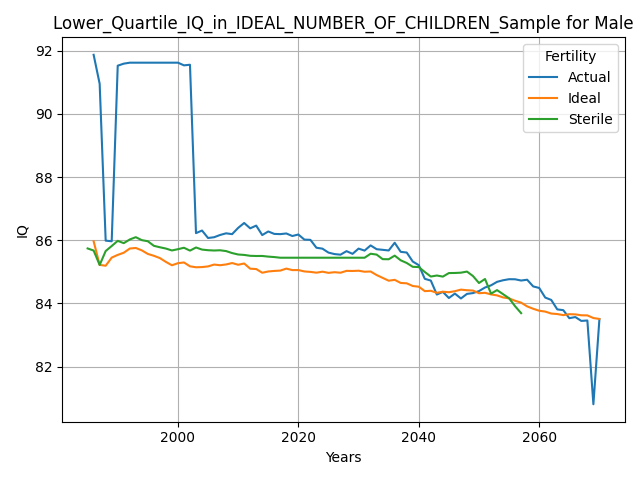 Lower_Quartile_IQ_in_IDEAL_NUMBER_OF_CHILDREN_Sample for Male
Fertility
Actual
Ideal
Sterile
IQ
92
90
88
86
84
82
2000 2020 2040 2060
Years